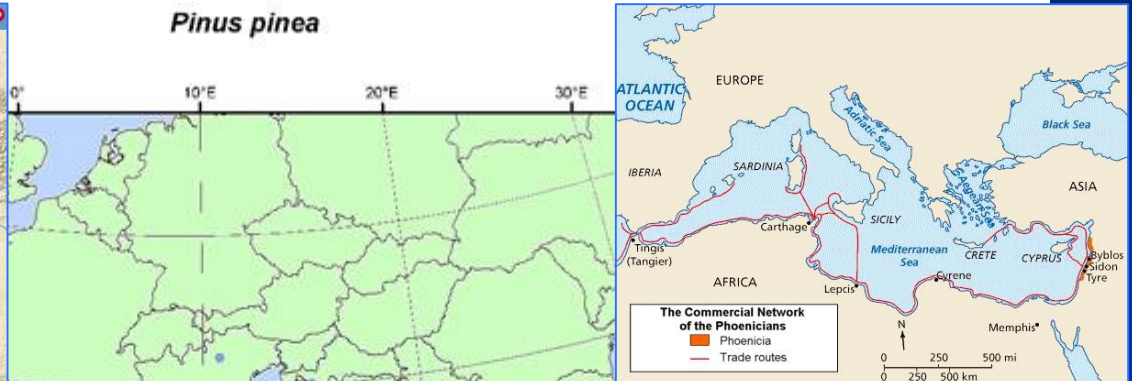 Pinus pinea
0° 10°E 20°E 30°E
ATLANTIC
OCEAN
EUROPE
Adriatic Sea
Black Sea
IBERIA
SARDINIA
Aegean Sea
ASIA
SICILY
Carthage
Tingis
(Tangier)
Mediterranean
Sea
CRETE
CYPRUS
Byblos
Sidon
Tyre
AFRICA
Lepcis
Cyrene
Memphis
The Commercial Network
of the Phoenicians
Phoenicia
Trade routes
N
0 250 500 mi
0 250 500 km